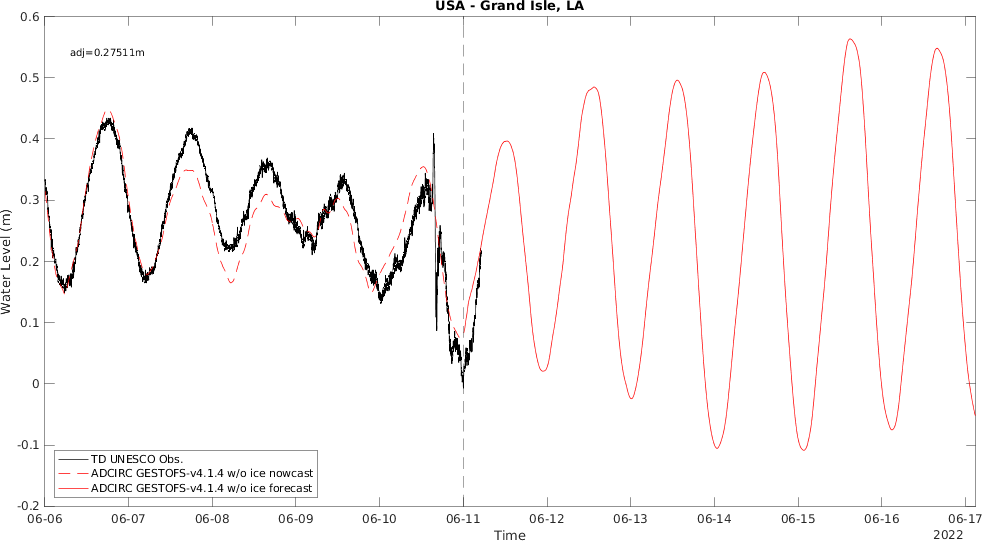 USA - Grand Isle, LA
adj=0.27511m
0.6
0.5
0.4
0.3
0.2
0.1
0
-0.1
-0.2
Water Level (m)
TD UNESCO Obs.
ADCIRC GESTOFS-v4.1.4 w/o ice nowcast
ADCIRC GESTOFS-v4.1.4 w/o ice forecast
06-06 06-07 06-08 06-09 06-10 06-11 06-12 06-13 06-14 06-15 06-16 06-17
Time
2022